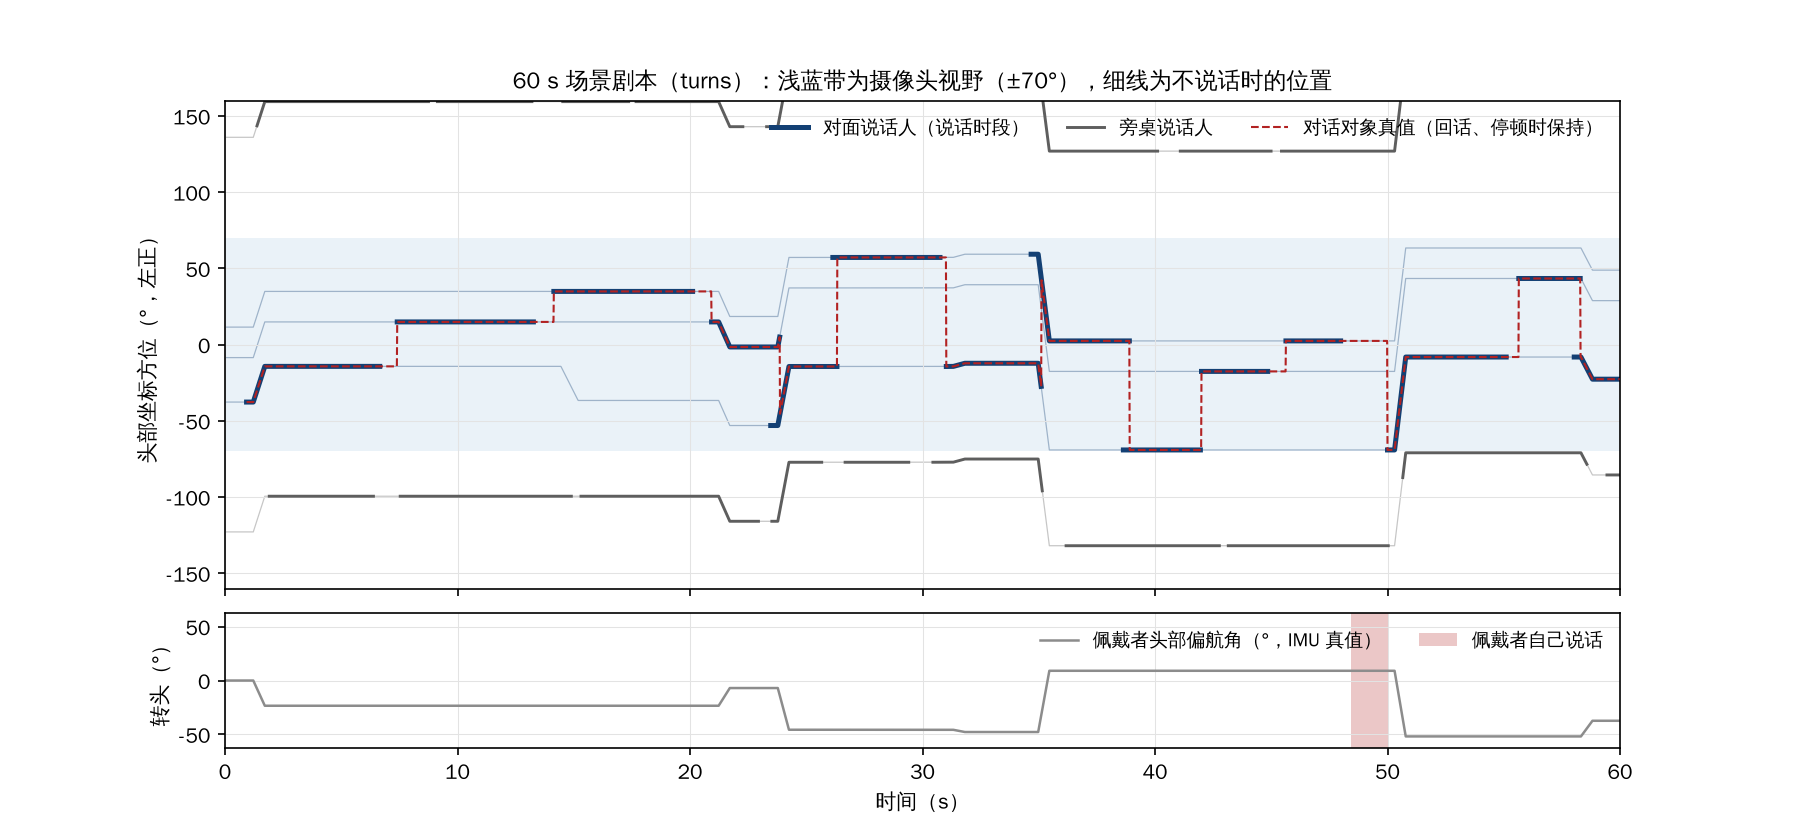 60 s 场景剧本（turns）：浅蓝带为摄像头视野（±70°），细线为不说话时的位置
对面说话人（说话时段） 旁桌说话人 对话对象真值（回话、停顿时保持）
150
100
50
0
-50
-100
-150
头部坐标方位（°，左正）
佩戴者头部偏航角（°，IMU 真值） 佩戴者自己说话
50
0
-50
转头（°）
0 10 20 30 40 50 60
时间（s）